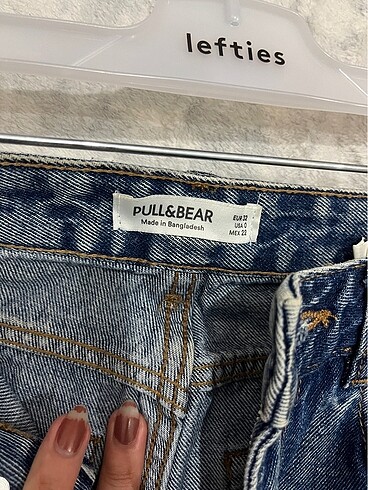 lefties
PULL&BEAR
Made in Bangladesh
EUR 32
USA 0
MEX 22